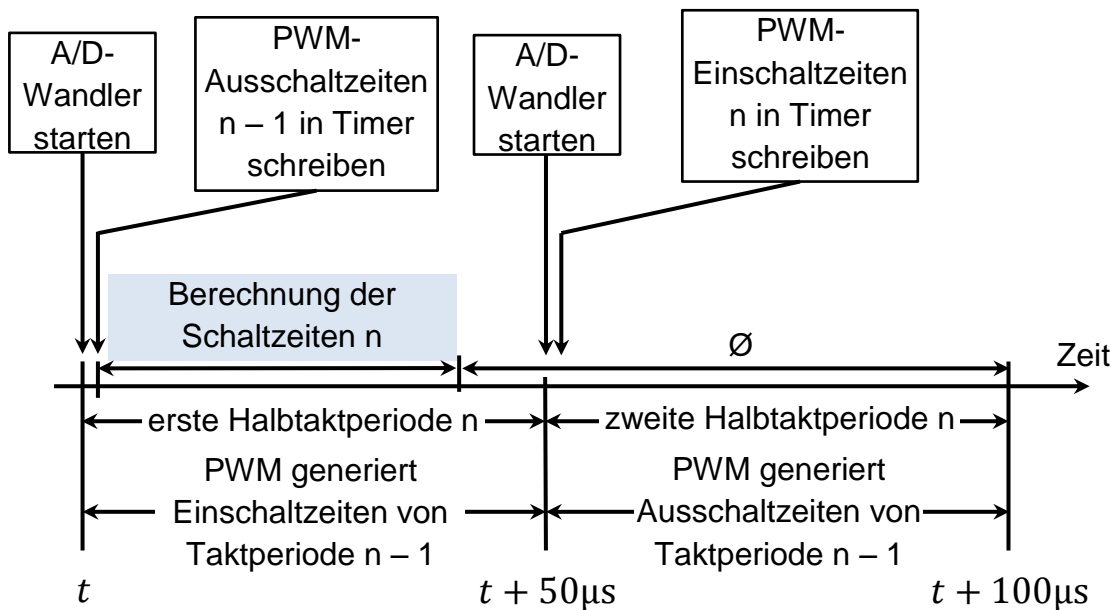 A/D-
Wandler
starten
PWM-
Ausschaltzeiten
n – 1 in Timer
schreiben
A/D-
Wandler
starten
PWM-
Einschaltzeiten
n in Timer
schreiben
Berechnung der
Schaltzeiten n
Ø
Zeit
erste Halbtaktperiode n
zweite Halbtaktperiode n
PWM generiert
Einschaltzeiten von
Taktperiode n – 1
PWM generiert
Ausschaltzeiten von
Taktperiode n – 1
t
t + 50µs
t + 100µs